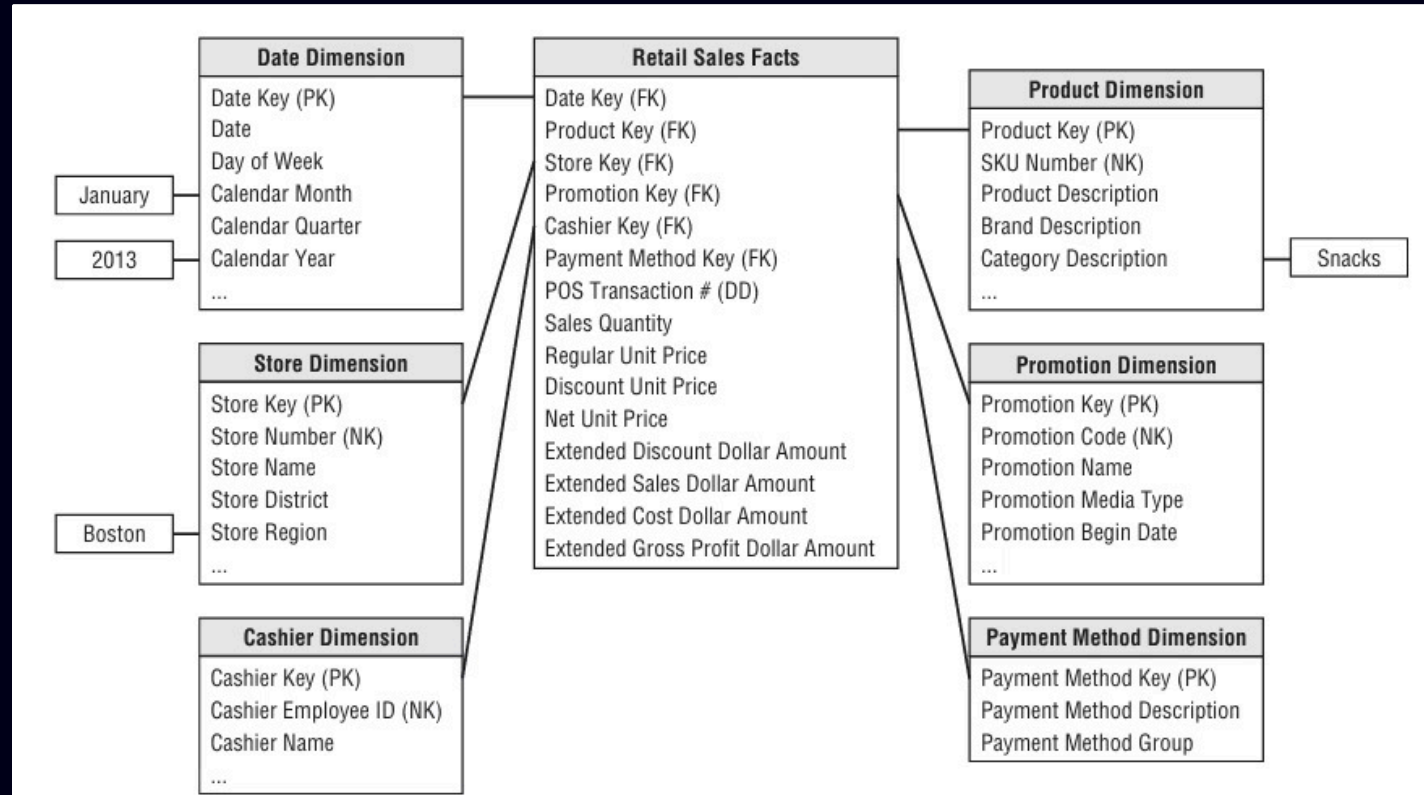 Date Dimension
Date Key (PK)
Date
Day of Week
Calendar Month
Calendar Quarter
Calendar Year
...
January
2013
Store Dimension
Store Key (PK)
Store Number (NK)
Store Name
Store District
Store Region
...
Boston
Cashier Dimension
Cashier Key (PK)
Cashier Employee ID (NK)
Cashier Name
...
Retail Sales Facts
Date Key (FK)
Product Key (FK)
Store Key (FK)
Promotion Key (FK)
Cashier Key (FK)
Payment Method Key (FK)
POS Transaction # (DD)
Sales Quantity
Regular Unit Price
Discount Unit Price
Net Unit Price
Extended Discount Dollar Amount
Extended Sales Dollar Amount
Extended Cost Dollar Amount
Extended Gross Profit Dollar Amount
Product Dimension
Product Key (PK)
SKU Number (NK)
Product Description
Brand Description
Category Description
...
Snacks
Promotion Dimension
Promotion Key (PK)
Promotion Code (NK)
Promotion Name
Promotion Media Type
Promotion Begin Date
...
Payment Method Dimension
Payment Method Key (PK)
Payment Method Description
Payment Method Group